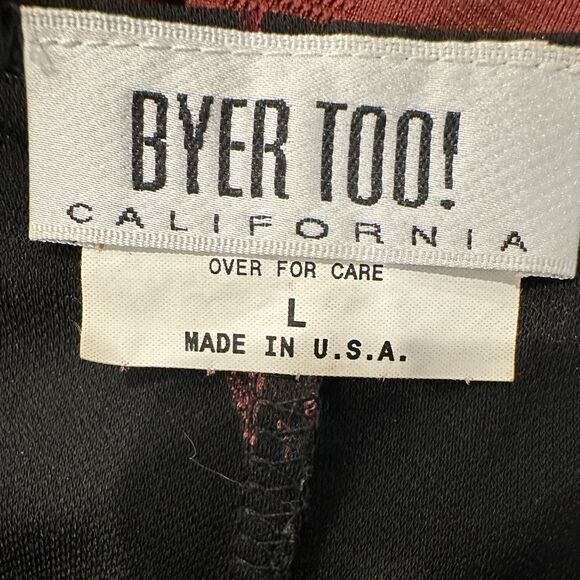 BYER TOO!
CALIFORNIA
OVER FOR CARE
L
MADE IN U.S.A.